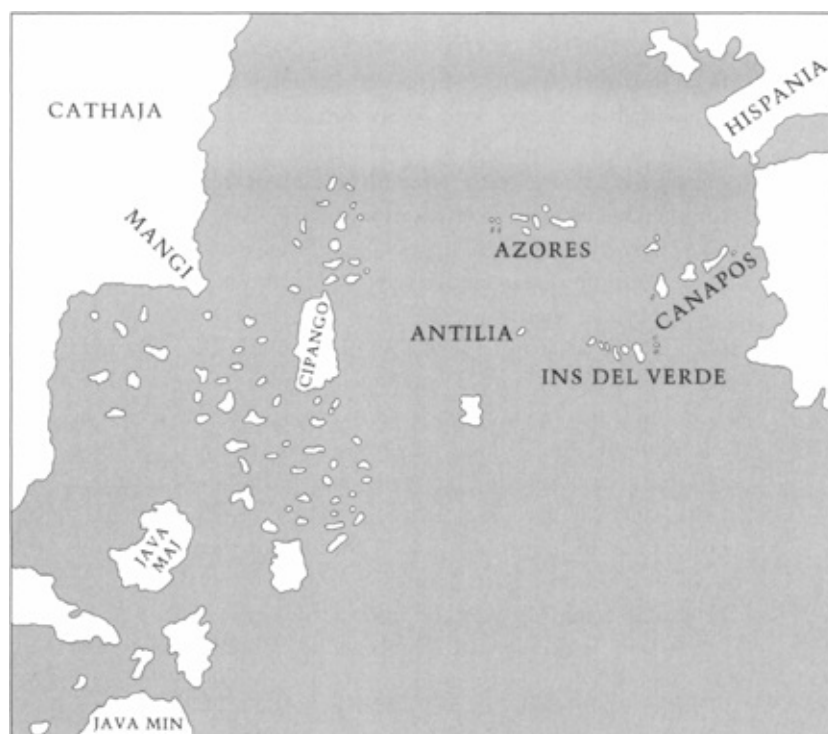 CATHAJA
HISPANIA
MANGI
AZORES
CANAPOS
CIPANGO
ANTILIA
INS DEL VERDE
JAVA
MAJ
JAVA MIN